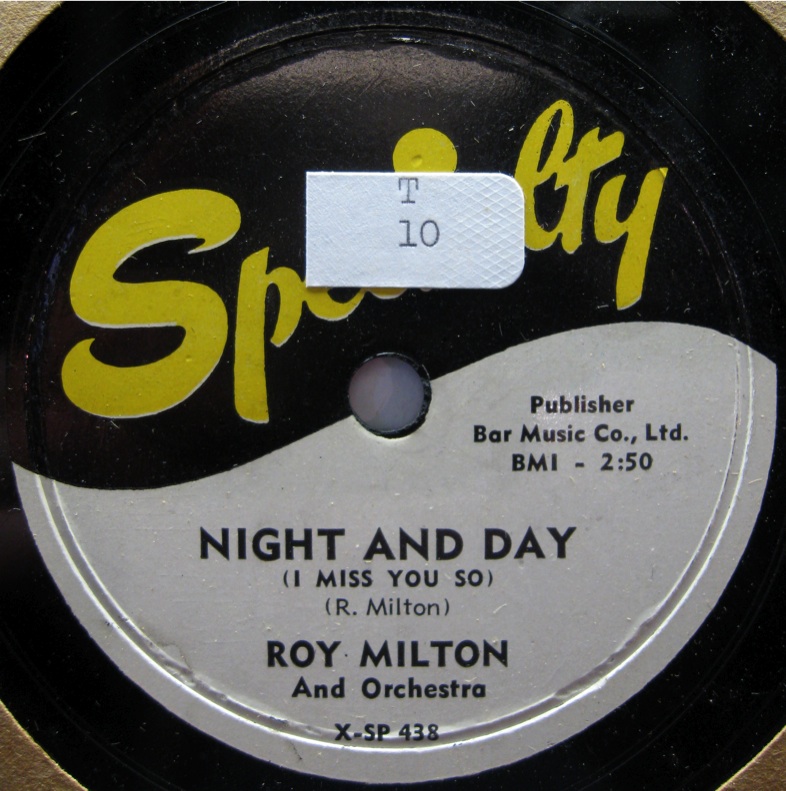 Specialty
T
10
Publisher
Bar Music Co., Ltd.
BMI - 2:50
NIGHT AND DAY
(I MISS YOU SO)
(R. Milton)
ROY MILTON
And Orchestra
X-SP 438